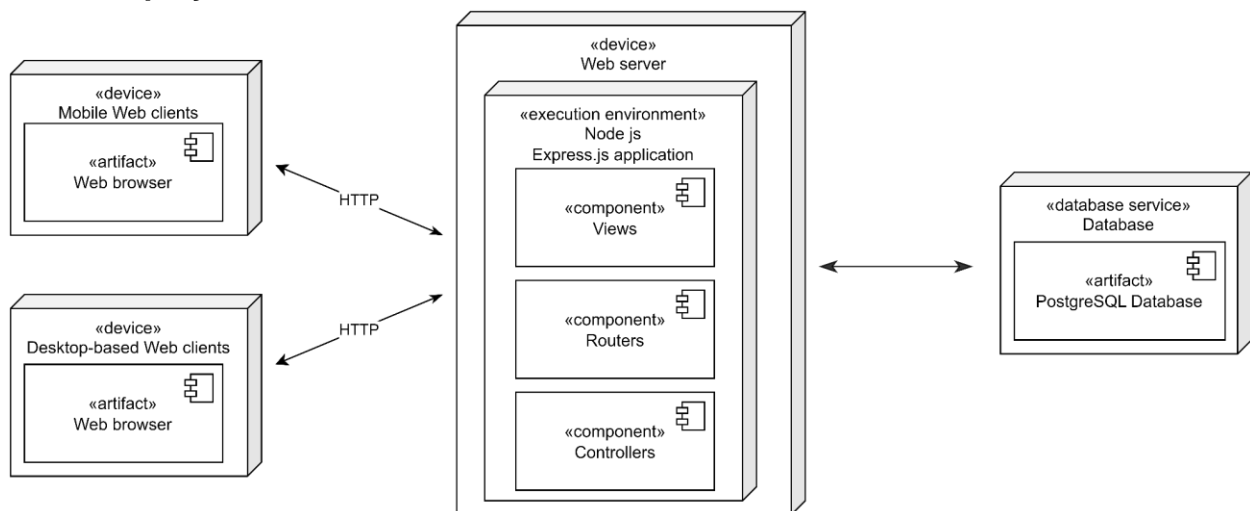 «device»
Mobile Web clients
«artifact»
Web browser
HTTP
«device»
Desktop-based Web clients
«artifact»
Web browser
HTTP
«device»
Web server
«execution environment»
Node js
Express.js application
«component»
Views
«component»
Routers
«component»
Controllers
«database service»
Database
«artifact»
PostgreSQL Database